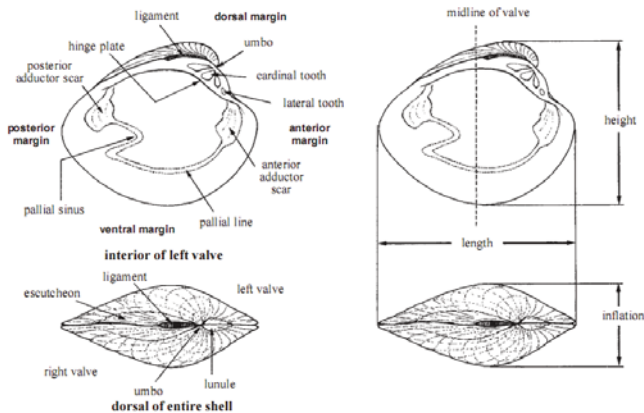 ligament
dorsal margin
umbo
hinge plate
cardinal tooth
posterior
adductor scar
lateral tooth
posterior
margin
anterior
margin
anterior
adductor
scar
pallial sinus
pallial line
ventral margin
interior of left valve
ligament
escutcheon
left valve
right valve
umbo
lunule
dorsal of entire shell
midline of valve
height
length
inflation